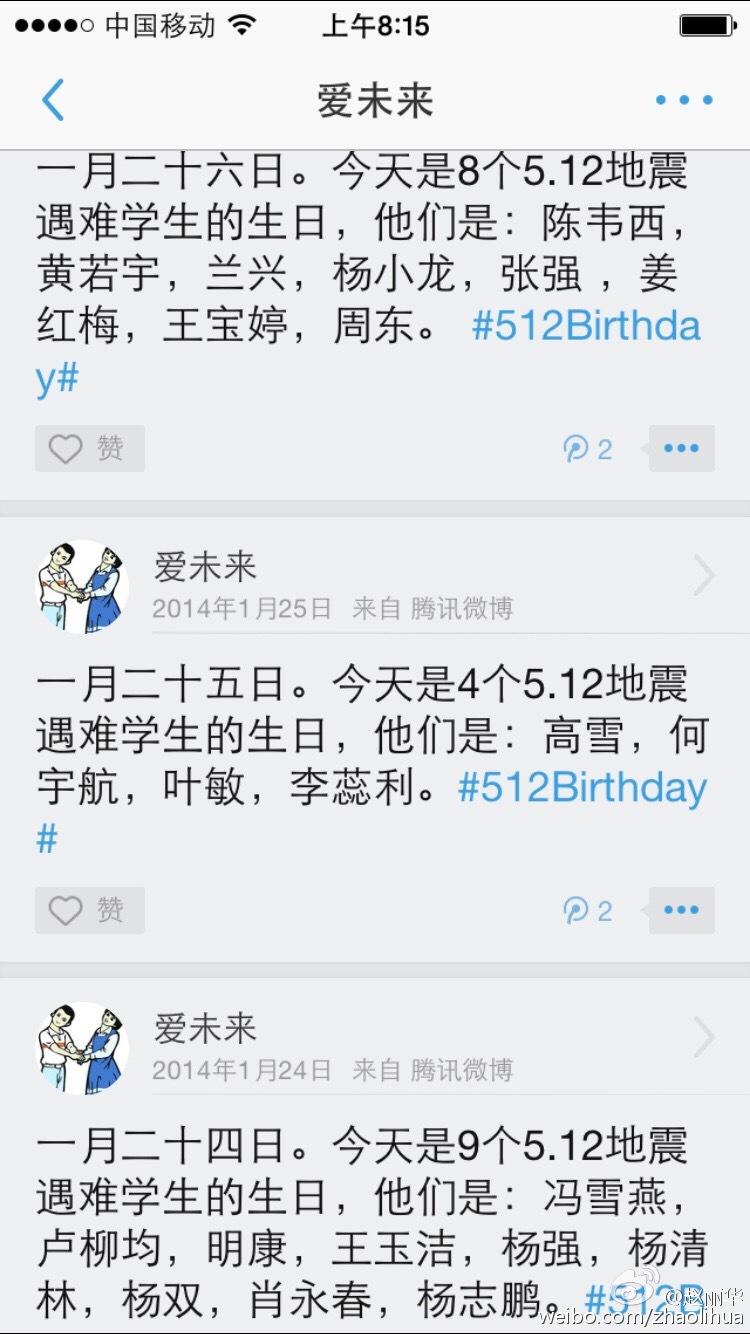 中国移动 上午8:15
爱未来
一月二十六日。今天是8个5.12地震
遇难学生的生日，他们是：陈韦西，
黄若宇，兰兴，杨小龙，张强 ，姜
红梅，王宝婷，周东。 #512Birthda
y#
赞 2
爱未来
2014年1月25日 来自 腾讯微博
一月二十五日。今天是4个5.12地震
遇难学生的生日，他们是：高雪，何
宇航，叶敏，李蕊利。#512Birthday
#
赞 2
爱未来
2014年1月24日 来自 腾讯微博
一月二十四日。今天是9个5.12地震
遇难学生的生日，他们是：冯雪燕，
卢柳均，明康，王玉洁，杨强，杨清
林，杨双，肖永春，杨志鹏。#512B
weibo.com/zhaolihua